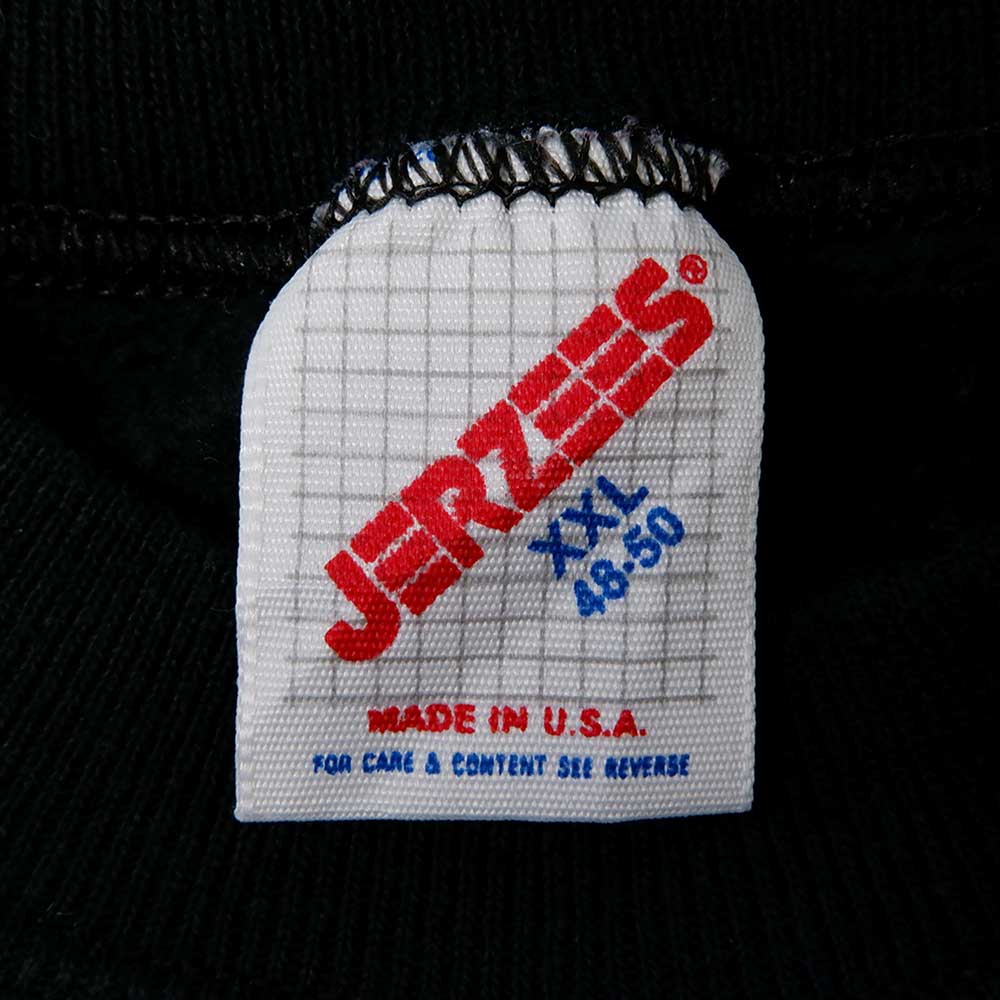 JERZEES®
XXL
48-50
MADE IN U.S.A.
FOR CARE & CONTENT SEE REVERSE